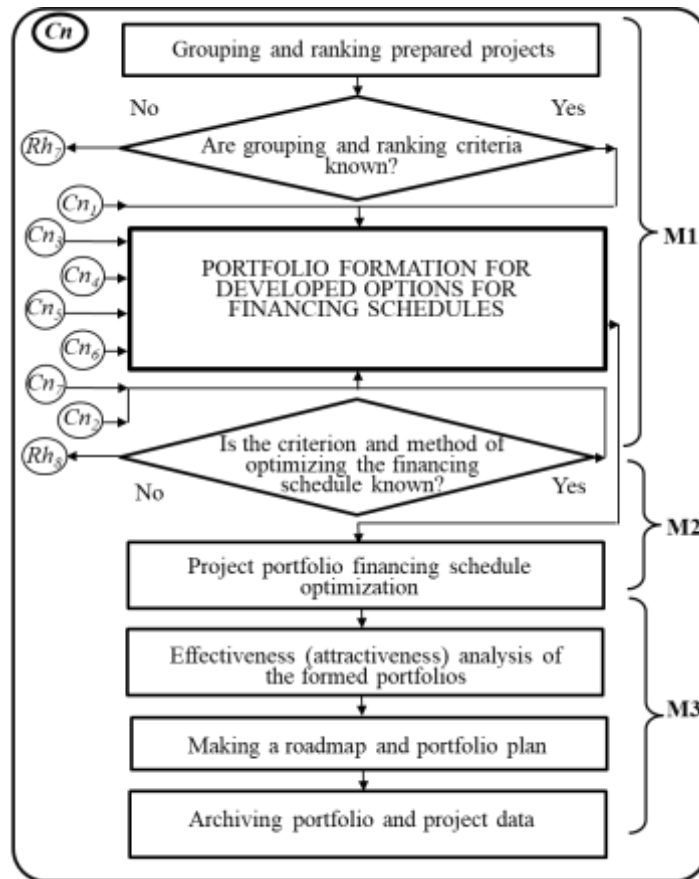 Cn
Grouping and ranking prepared projects
No
Yes
Are grouping and ranking criteria
known?
Rh7
Cn1
M1
Cn3
PORTFOLIO FORMATION FOR
DEVELOPED OPTIONS FOR
FINANCING SCHEDULES
Cn4
Cn5
Cn6
Cn7
Cn2
Is the criterion and method of
optimizing the financing
schedule known?
Rh8
No
Yes
M2
Project portfolio financing schedule
optimization
Effectiveness (attractiveness) analysis of
the formed portfolios
M3
Making a roadmap and portfolio plan
Archiving portfolio and project data